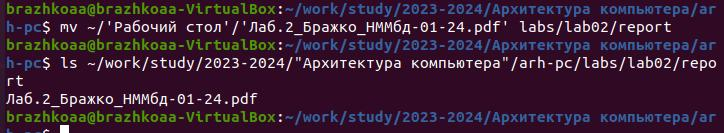 brazhkoaa@brazhkoaa-VirtualBox:~/work/study/2023-2024/Архитектура компьютера/ar
h-pc$ mv ~/'Рабочий стол'/'Лаб.2_Бражко_НММбд-01-24.pdf' labs/lab02/report
brazhkoaa@brazhkoaa-VirtualBox:~/work/study/2023-2024/Архитектура компьютера/ar
h-pc$ ls ~/work/study/2023-2024/"Архитектура компьютера"/arh-pc/labs/lab02/repo
rt
Лаб.2_Бражко_НММбд-01-24.pdf
brazhkoaa@brazhkoaa-VirtualBox:~/work/study/2023-2024/Архитектура компьютера/ar
h-pc$